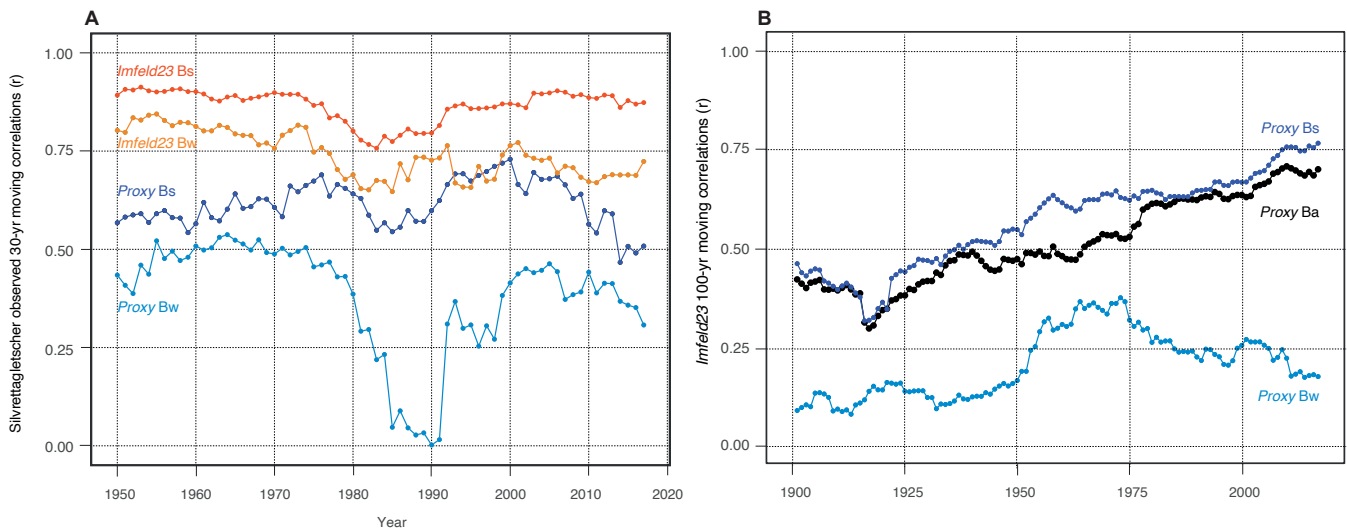 A
Silvrettagletscher observed 30-yr moving correlations (r)
1.00
0.75
0.50
0.25
0.00
Imfeld23 Bs
Imfeld23 Bw
Proxy Bs
Proxy Bw
1950
1960
1970
1980
1990
2000
2010
2020
Year
B
Imfeld23 100-yr moving correlations (r)
1.00
0.75
0.50
0.25
0.00
Proxy Bs
Proxy Ba
Proxy Bw
1900
1925
1950
1975
2000